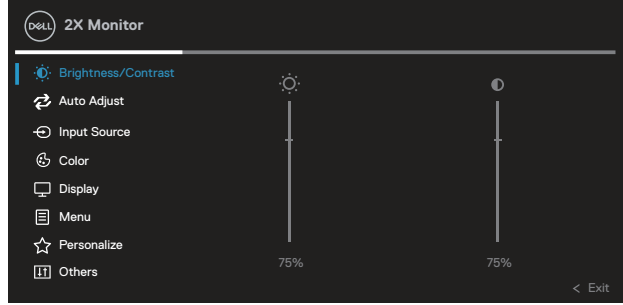 DELL 2X Monitor
Brightness/Contrast
Auto Adjust
Input Source
Color
Display
Menu
Personalize
Others
75% 75%
< Exit